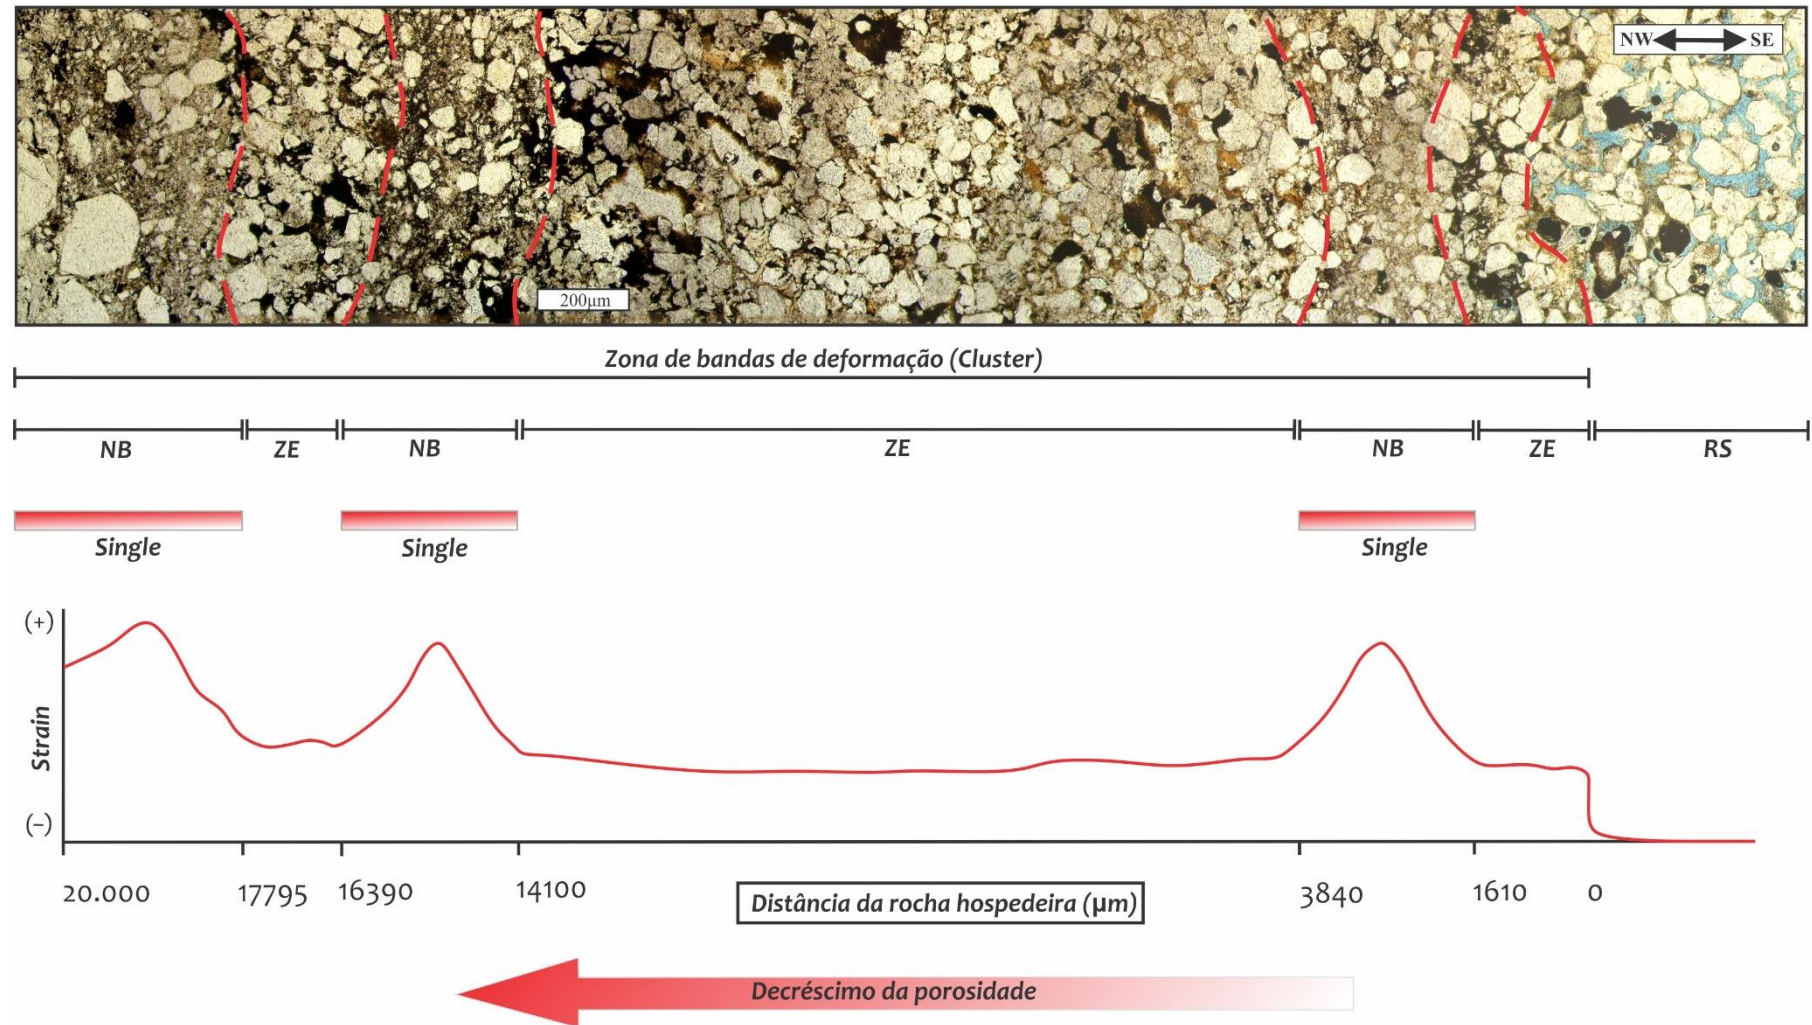 NW SE
200µm
Zona de bandas de deformação (Cluster)
NB ZE NB ZE NB ZE RS
Single Single Single
(+)
Strain
(−)
20.000 17795 16390 14100 3840 1610 0
Distância da rocha hospedeira (µm)
Decréscimo da porosidade